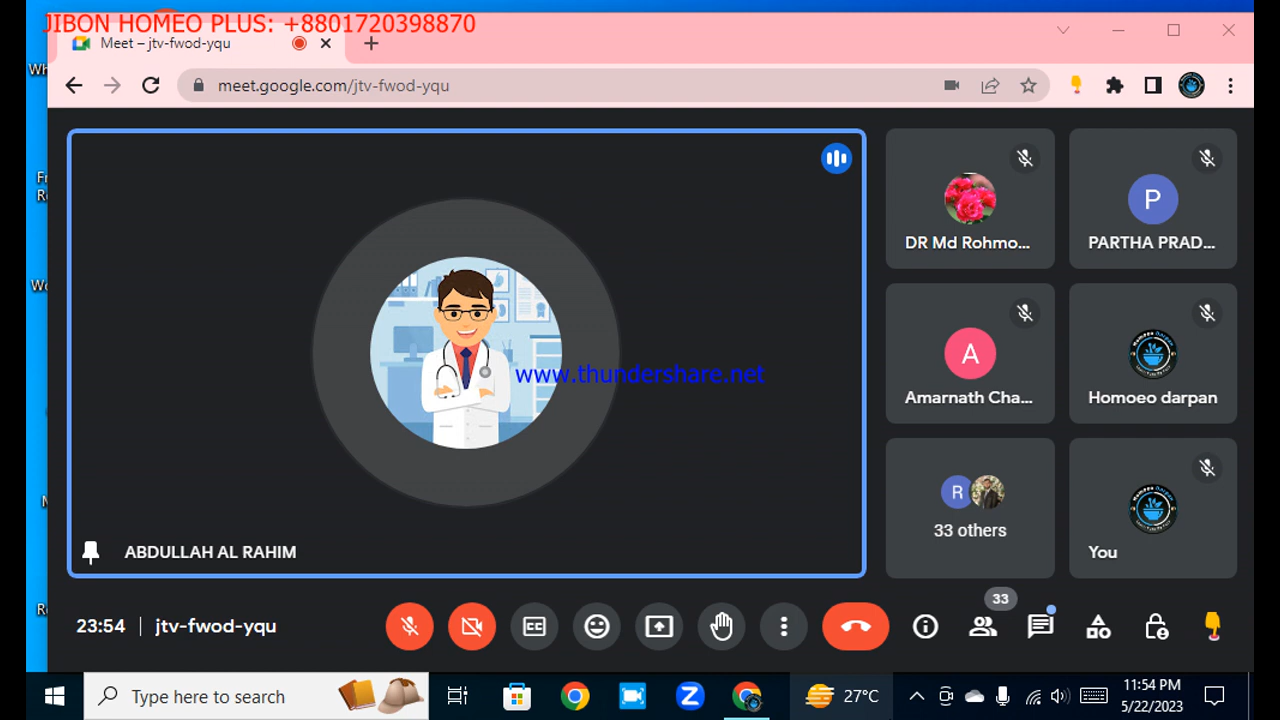 JIBON HOMEO PLUS: +8801720398870
Meet – jtv-fwod-yqu
meet.google.com/jtv-fwod-yqu
DR Md Rohmo...
P
PARTHA PRAD...
www.thundershare.net
A
Amarnath Cha...
Homoeo darpan
R
33 others
ABDULLAH AL RAHIM
You
33
23:54
jtv-fwod-yqu
CC
Type here to search
Z
27°C
11:54 PM
5/22/2023